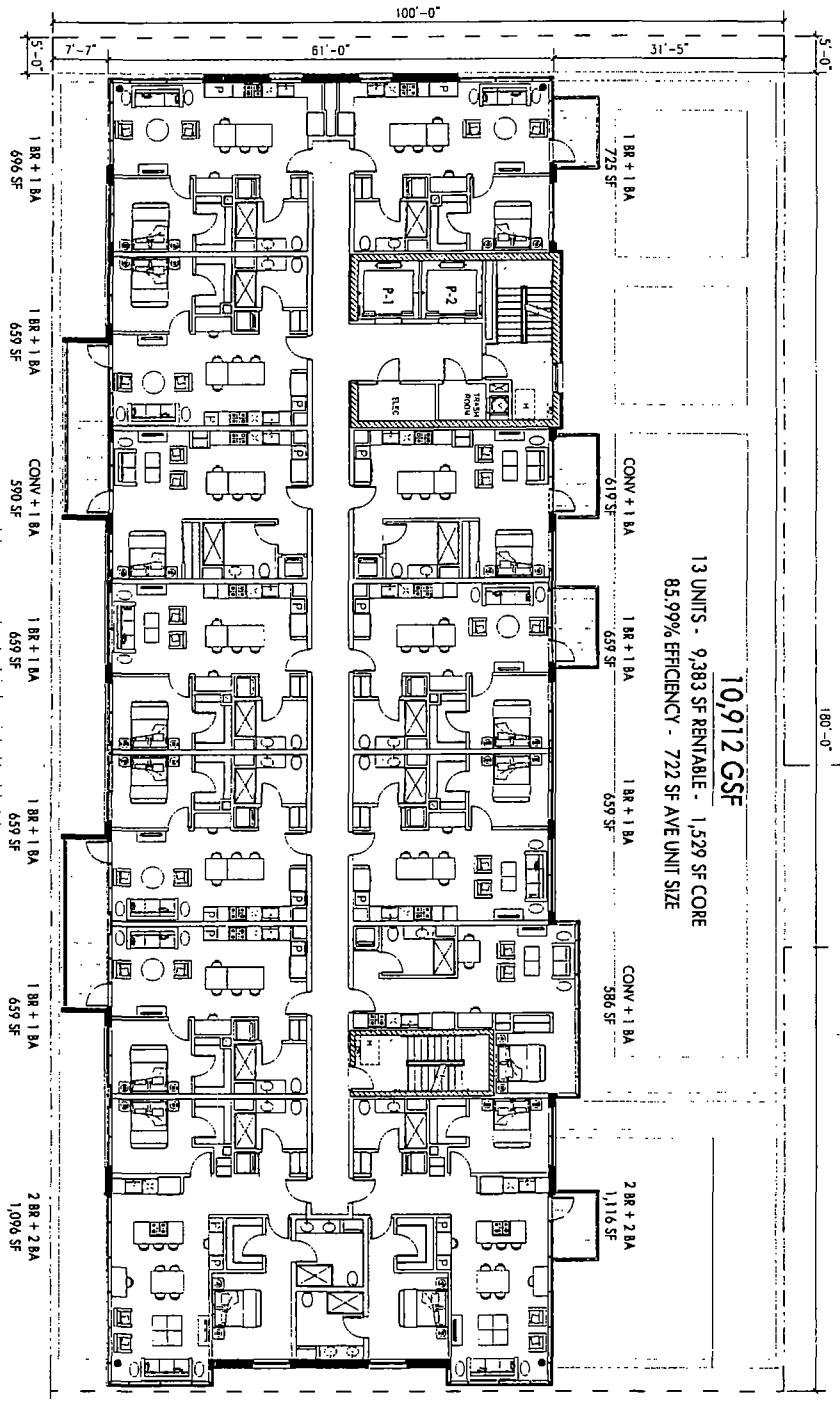 100'-0"
5'-0"
7'-7"
61'-0"
31'-5"
5'-0"
180'-0"
10,912 GSF
13 UNITS - 9,383 SF RENTABLE - 1,529 SF CORE
85.99% EFFICIENCY - 722 SF AVE UNIT SIZE
1 BR + 1 BA
725 SF
CONV + 1 BA
619 SF
1 BR + 1 BA
659 SF
1 BR + 1 BA
659 SF
CONV + 1 BA
586 SF
2 BR + 2 BA
1,116 SF
P-1
P-2
ELEC
TRASH
ROOM
H
H
1 BR + 1 BA
696 SF
1 BR + 1 BA
659 SF
CONV + 1 BA
590 SF
1 BR + 1 BA
659 SF
1 BR + 1 BA
659 SF
1 BR + 1 BA
659 SF
2 BR + 2 BA
1,096 SF